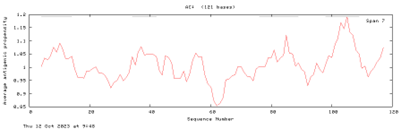 AC4 (121 bases)
Span 7
1.2
1.15
1.1
1.05
1
0.95
0.9
0.85
Average antigenic propensity
0 20 40 60 80 100 120
Sequence Number
Thu 12 Oct 2023 at 9:48